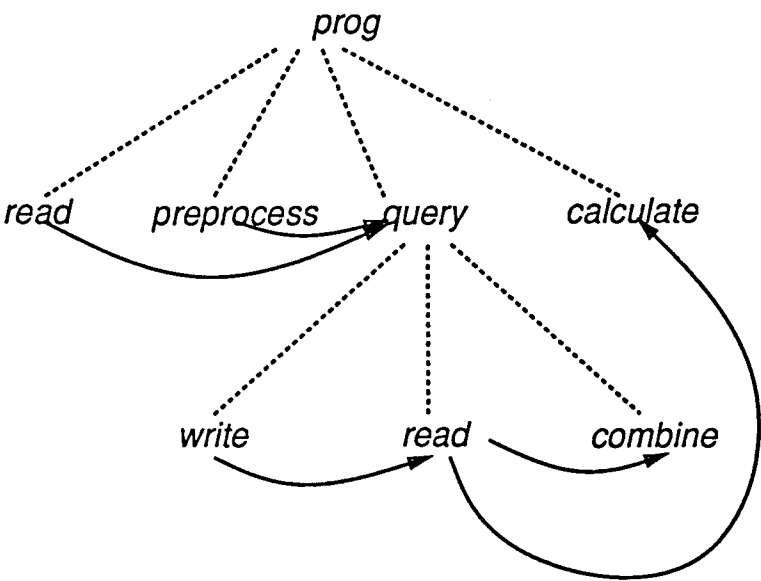 prog
read preprocess query calculate
write read combine